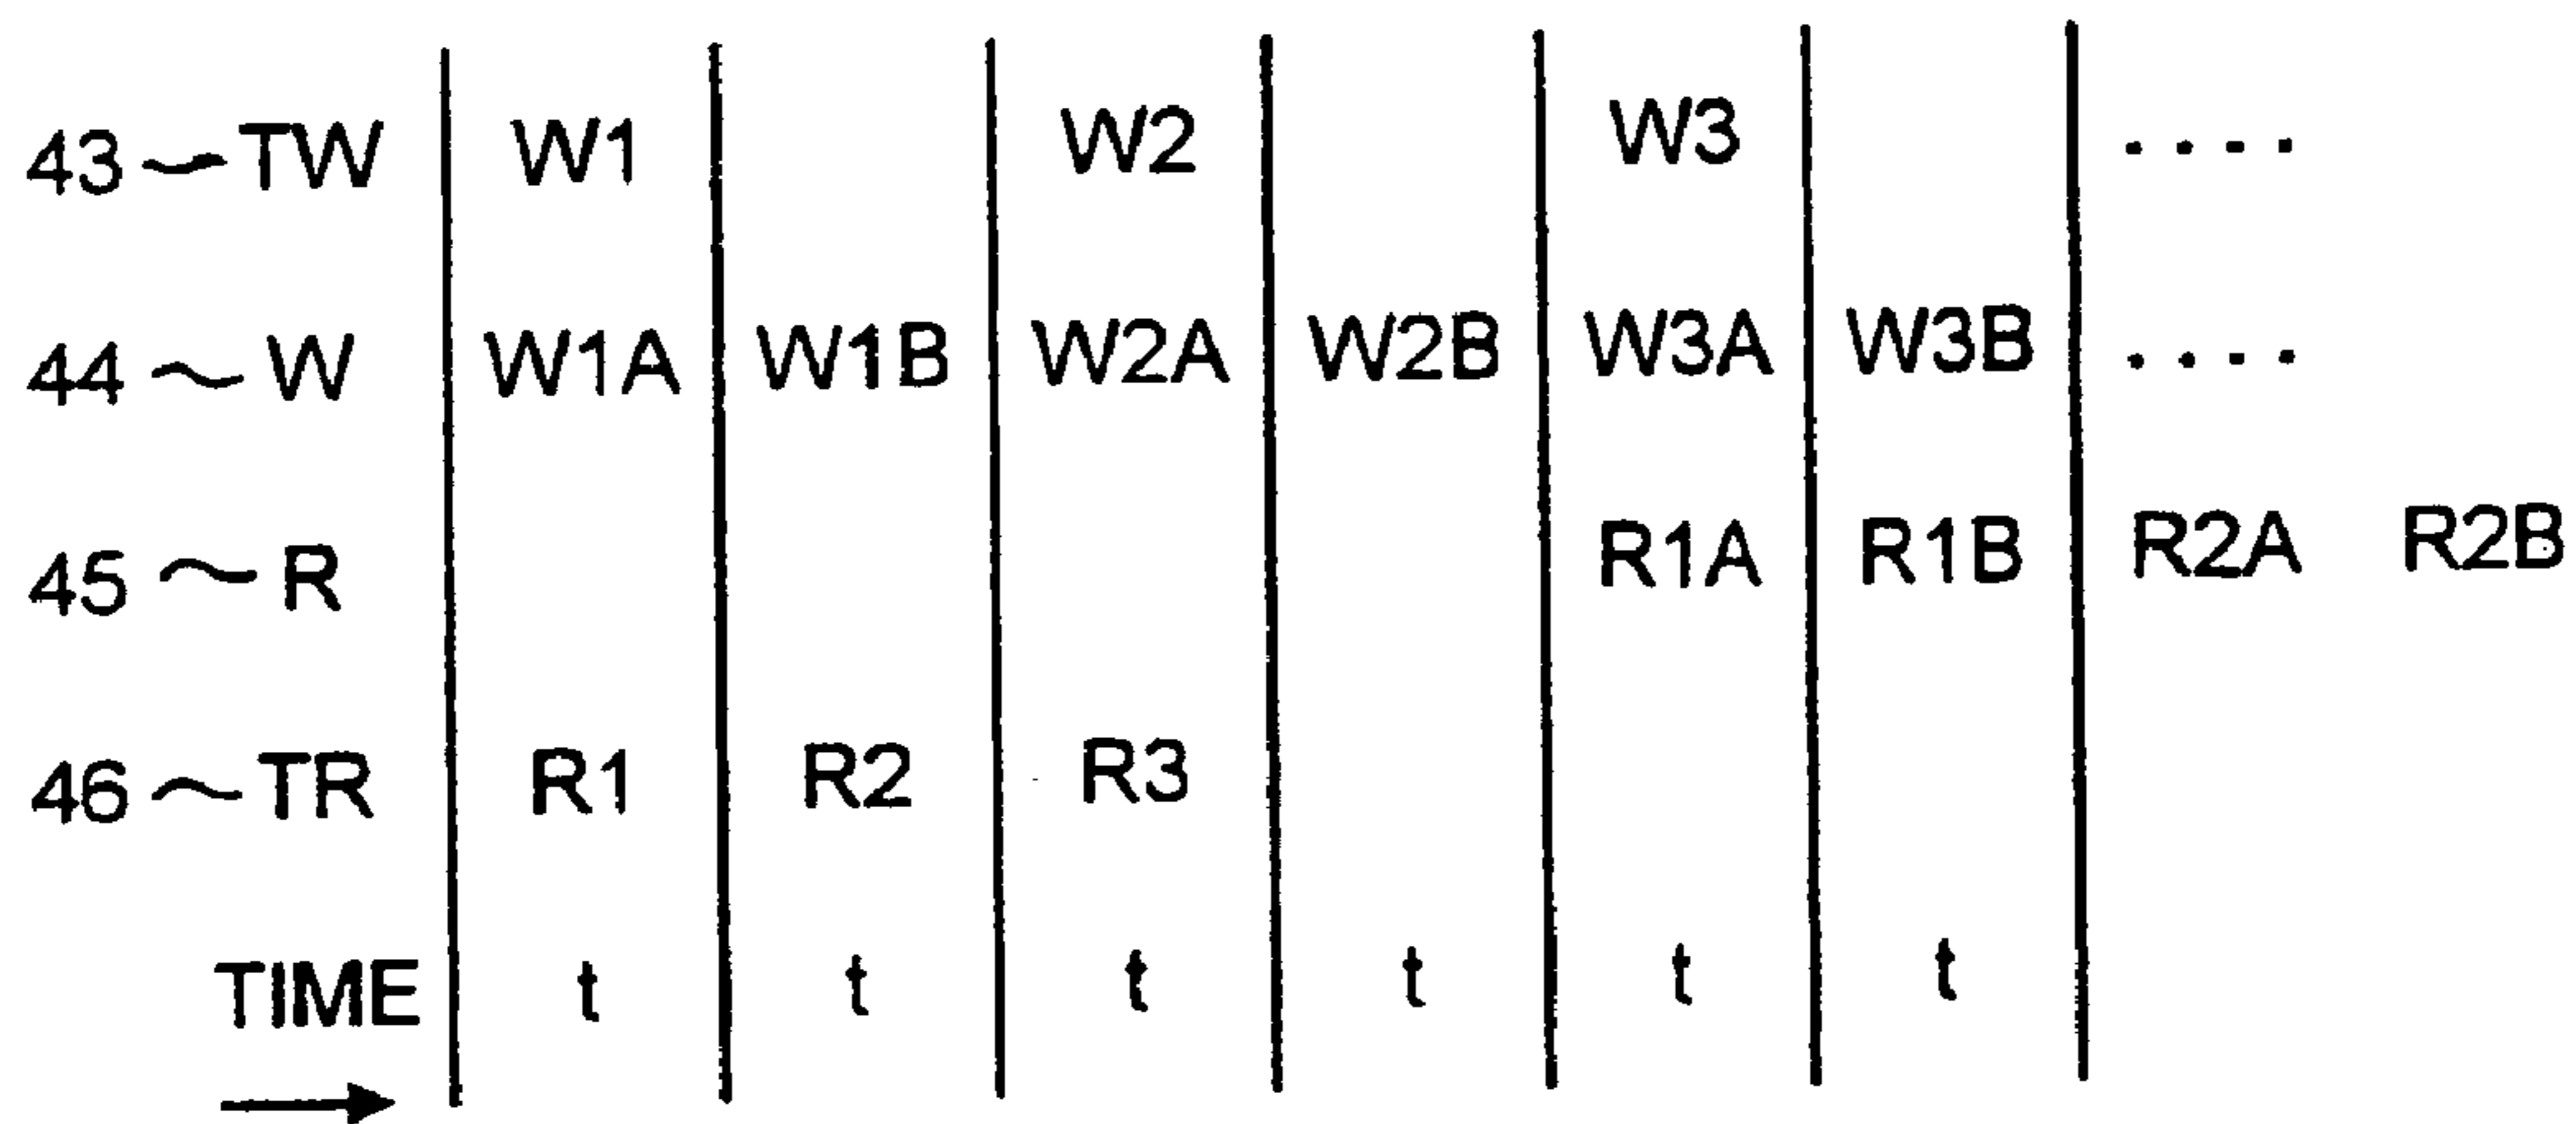 43 TW W1 W2 W3 ....
44 W W1A W1B W2A W2B W3A W3B ....
45 R R1A R1B R2A R2B
46 TR R1 R2 R3
TIME t t t t t t